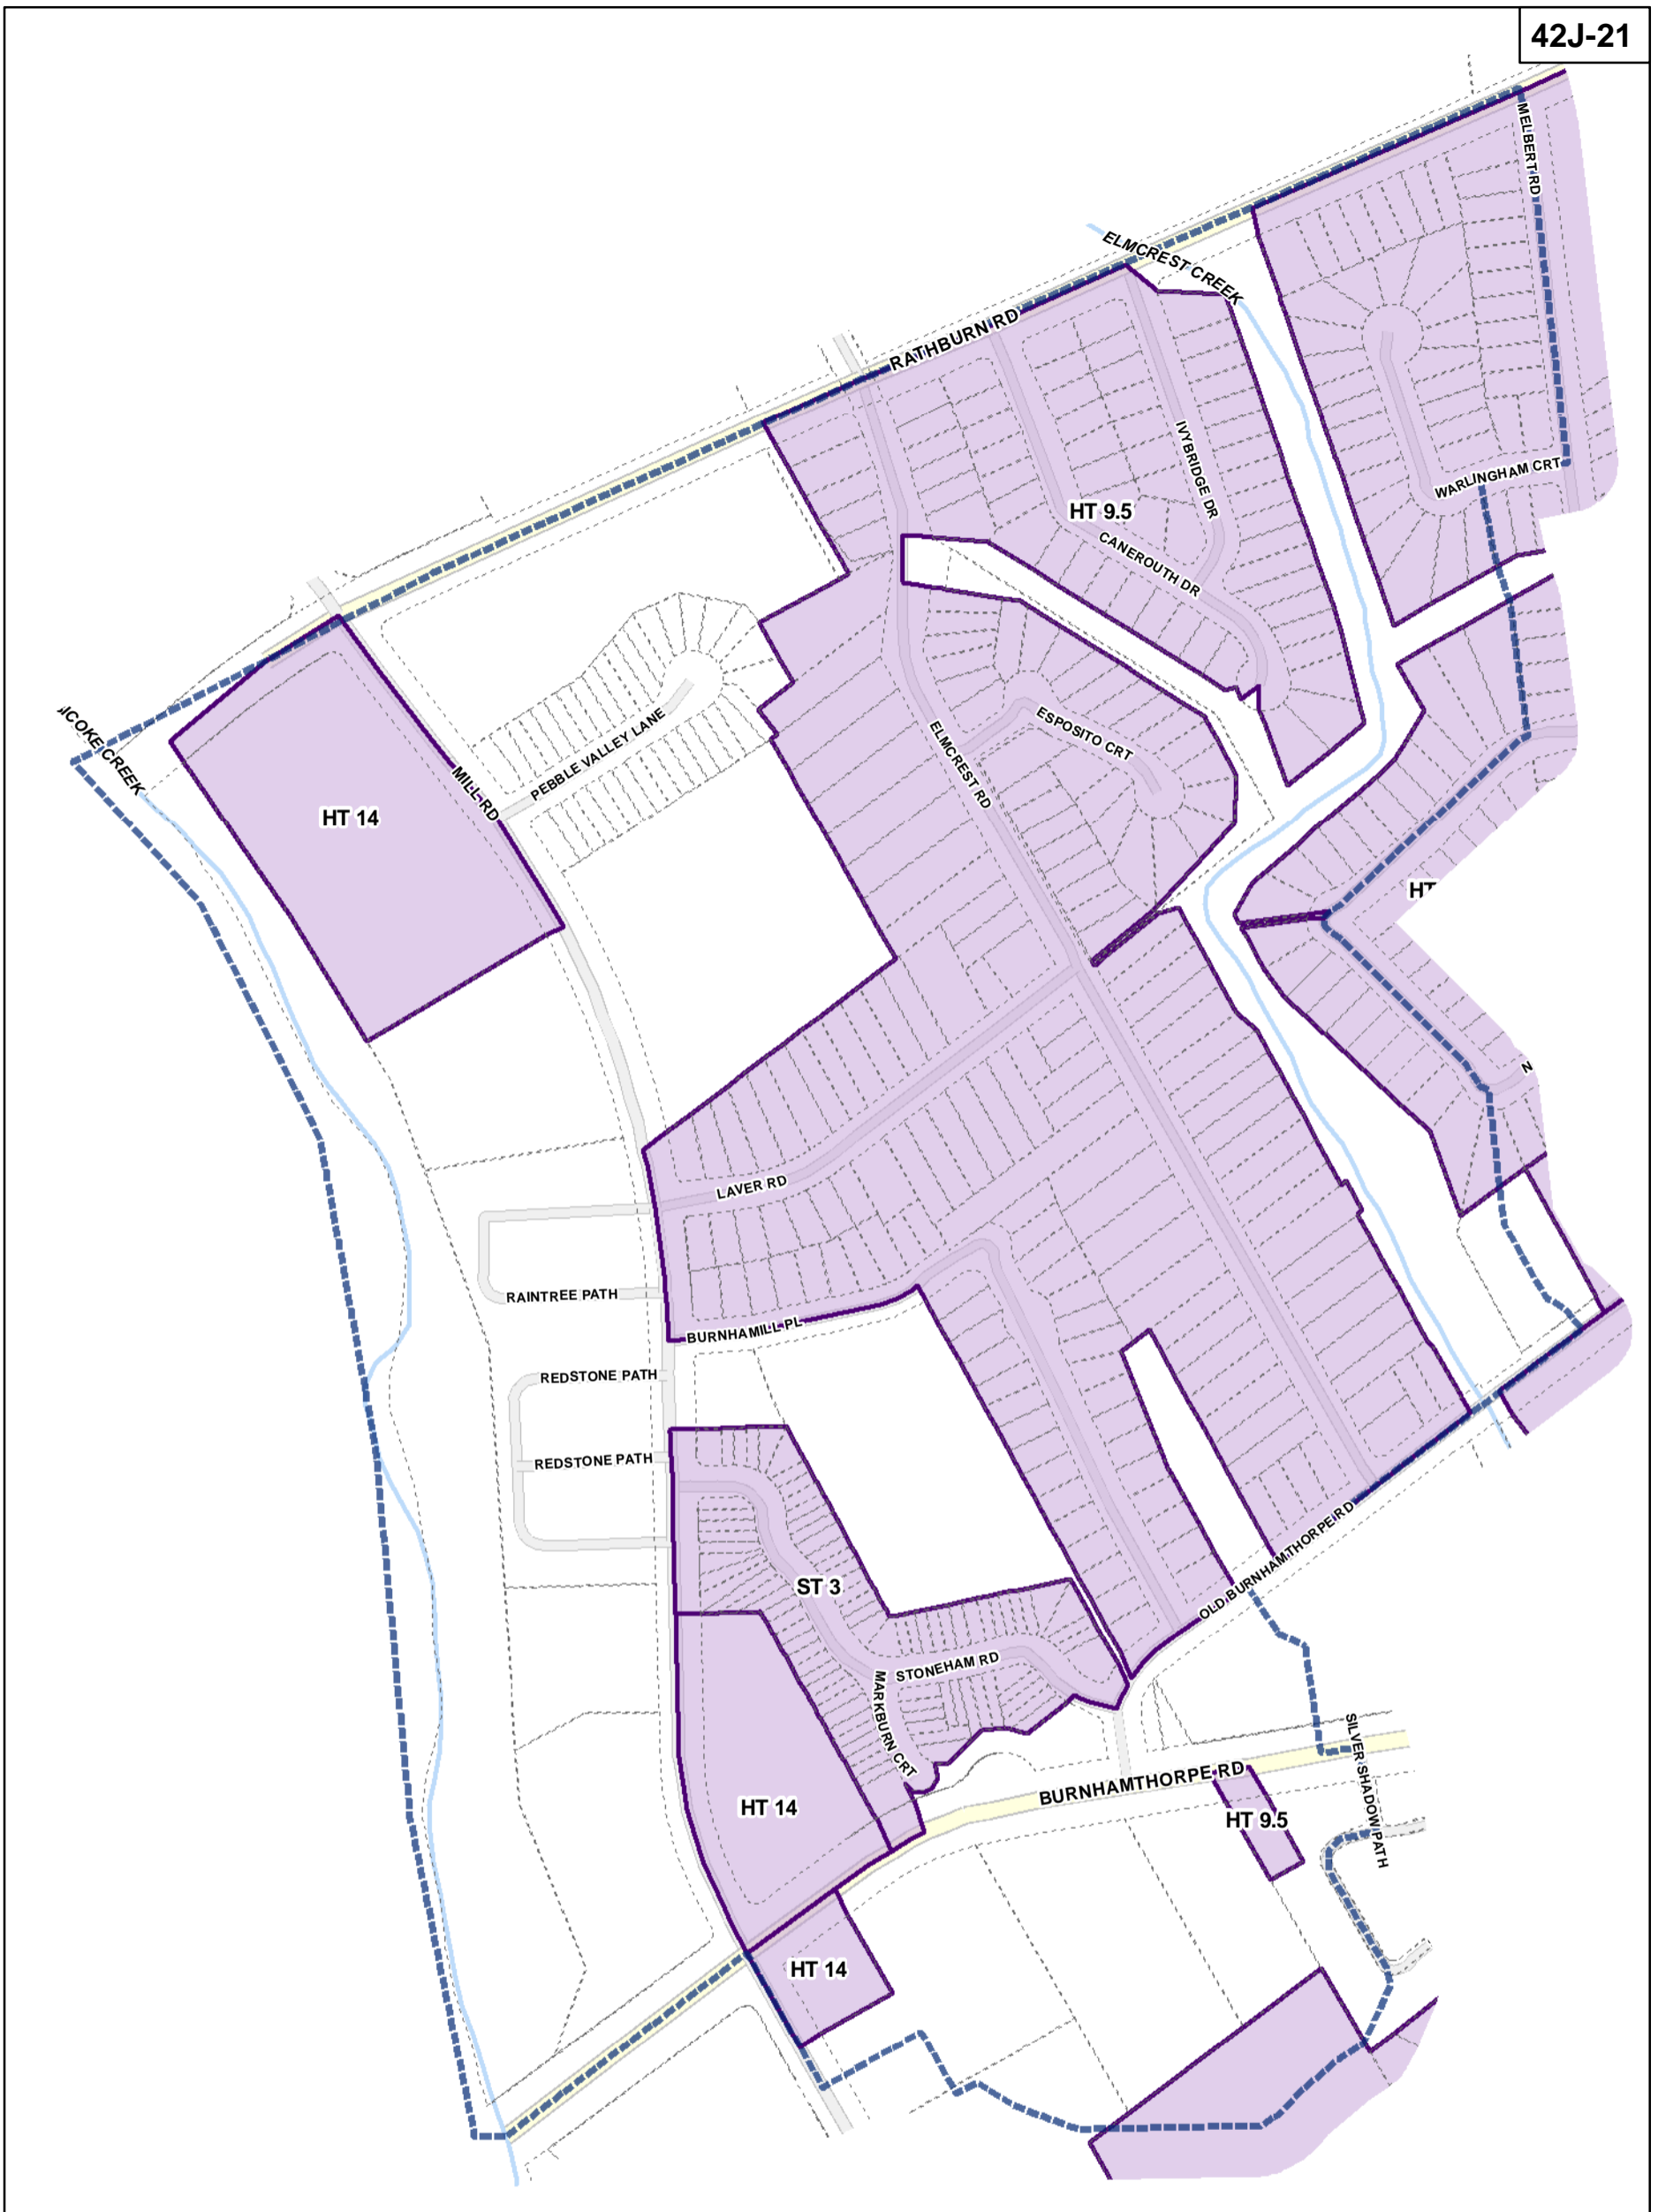 42J-21
MELBERT RD
ELMCREST CREEK
RATHBURN RD
IVYBRIDGE DR
WARLINGHAM CRT
HT 9.5
CANEROUTH DR
ICOKE CREEK
MILL RD
PEBBLE VALLEY LANE
ELMCREST RD
ESPOSITO CRT
HT 14
HT
N
LAVER RD
RAINTREE PATH
BURNHAMILL PL
REDSTONE PATH
REDSTONE PATH
OLD BURNHAMTHORPE RD
ST 3
STONEHAM RD
MARKBURN CRT
SILVER SHADOW PATH
BURNHAMTHORPE RD
HT 14
HT 9.5
HT 14